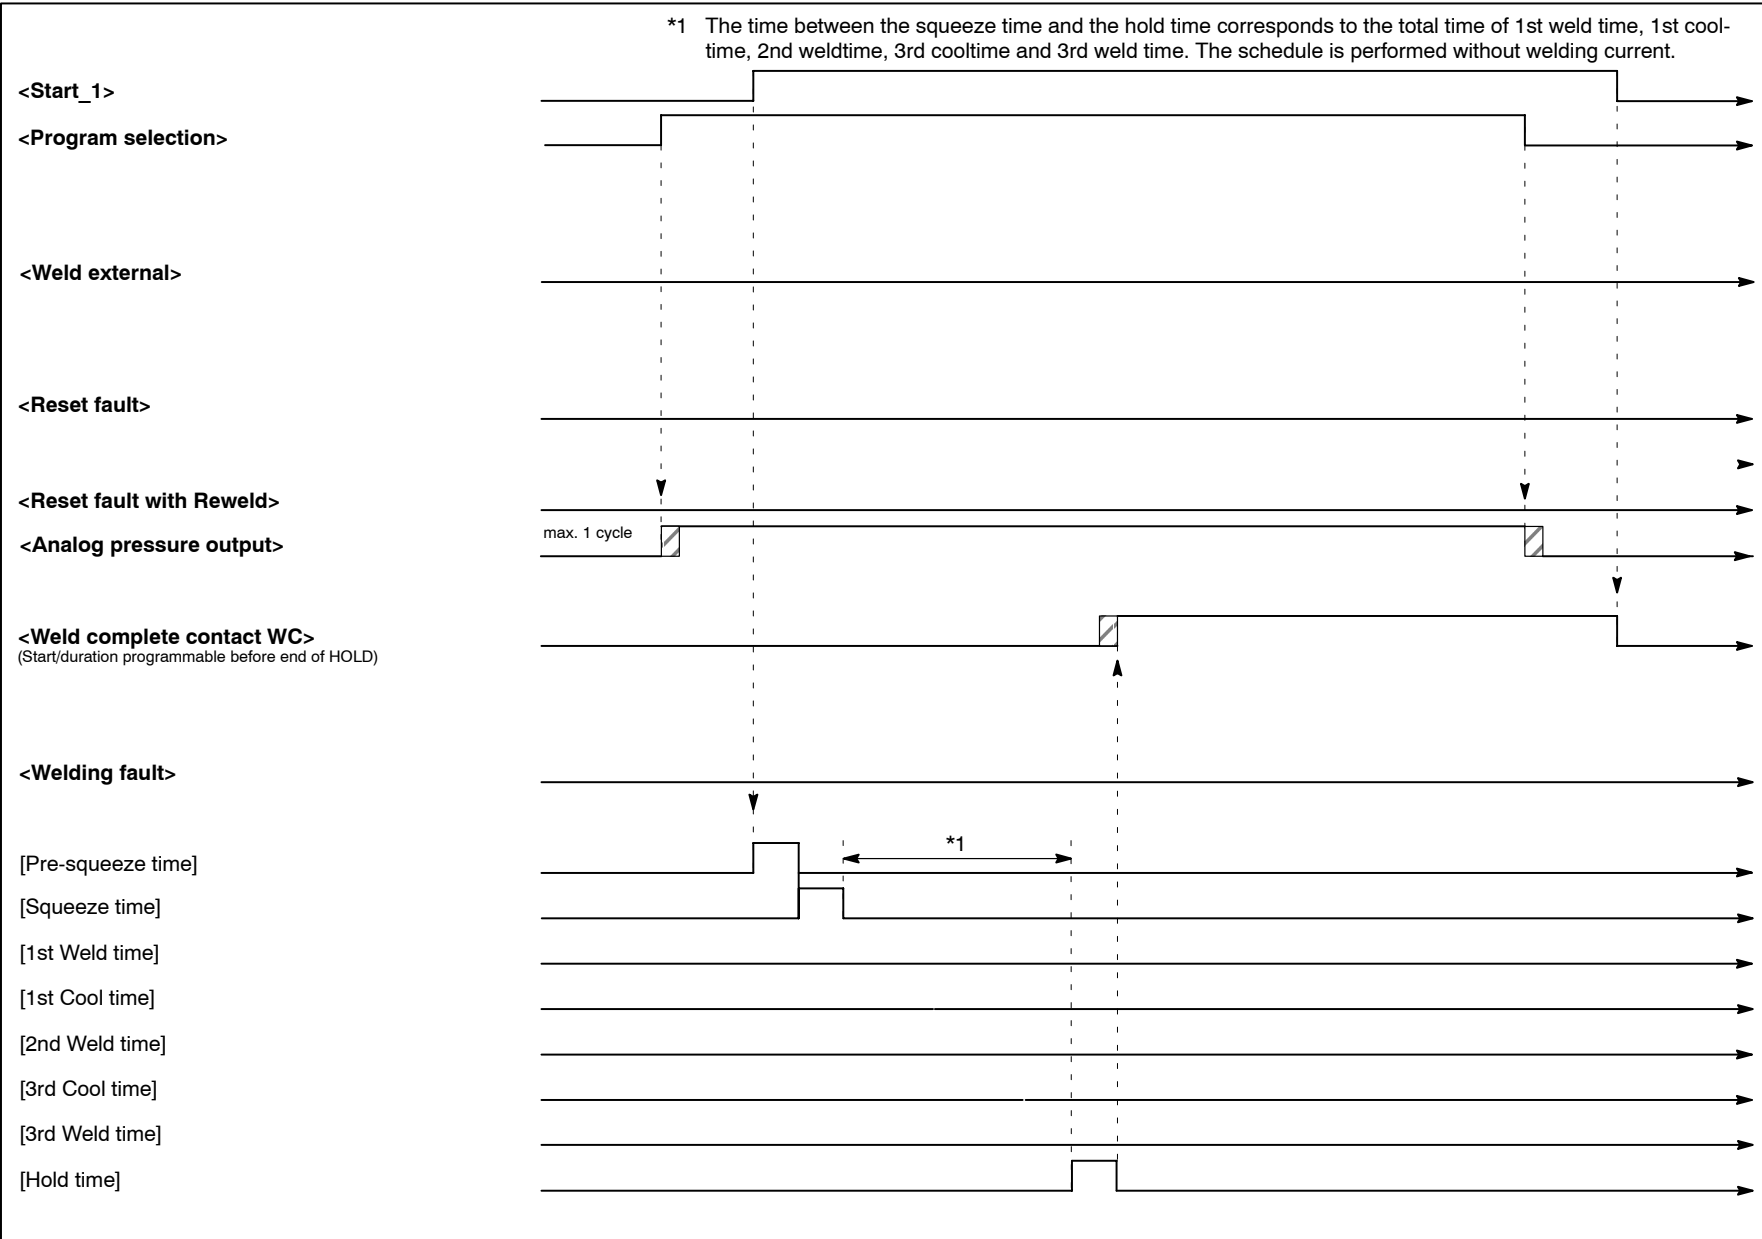 *1 The time between the squeeze time and the hold time corresponds to the total time of 1st weld time, 1st cool-
time, 2nd weldtime, 3rd cooltime and 3rd weld time. The schedule is performed without welding current.
<Start_1>
<Program selection>
<Weld external>
<Reset fault>
<Reset fault with Reweld>
max. 1 cycle
<Analog pressure output>
<Weld complete contact WC>
(Start/duration programmable before end of HOLD)
<Welding fault>
*1
[Pre-squeeze time]
[Squeeze time]
[1st Weld time]
[1st Cool time]
[2nd Weld time]
[3rd Cool time]
[3rd Weld time]
[Hold time]